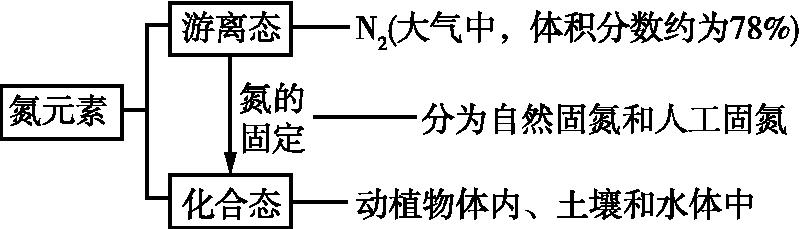 游离态
N₂(大气中，体积分数约为78%)
氮元素
氮的
固定
分为自然固氮和人工固氮
化合态
动植物体内、土壤和水体中